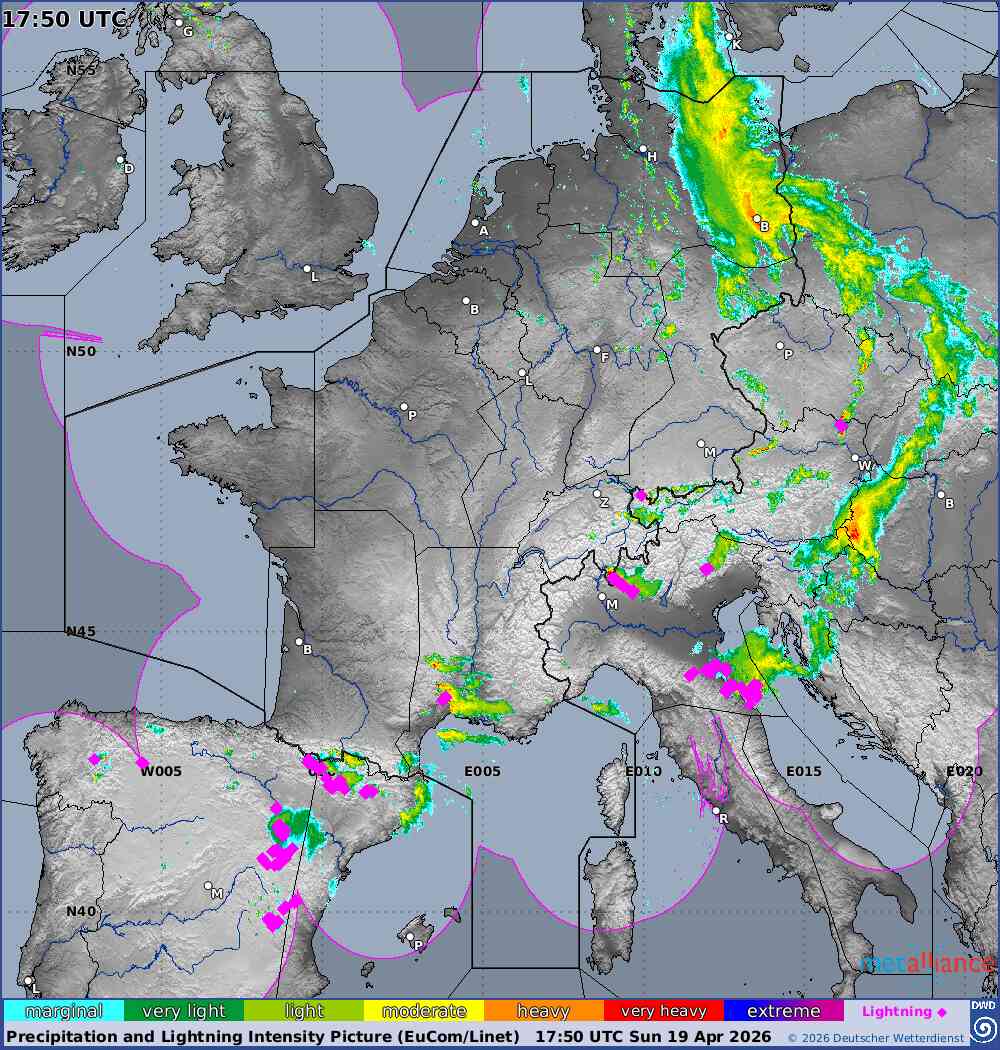 17:50 UTC
G
K
N55
H
D
A
B
L
B
N50
P
F
L
P
M
W
Z
B
M
N45
B
W005
000
E005
E010
E015
E020
R
M
N40
P
L
metalliance
marginal very light light moderate heavy very heavy extreme Lightning
DWD
Precipitation and Lightning Intensity Picture (EuCom/Linet) 17:50 UTC Sun 19 Apr 2026 © 2026 Deutscher Wetterdienst